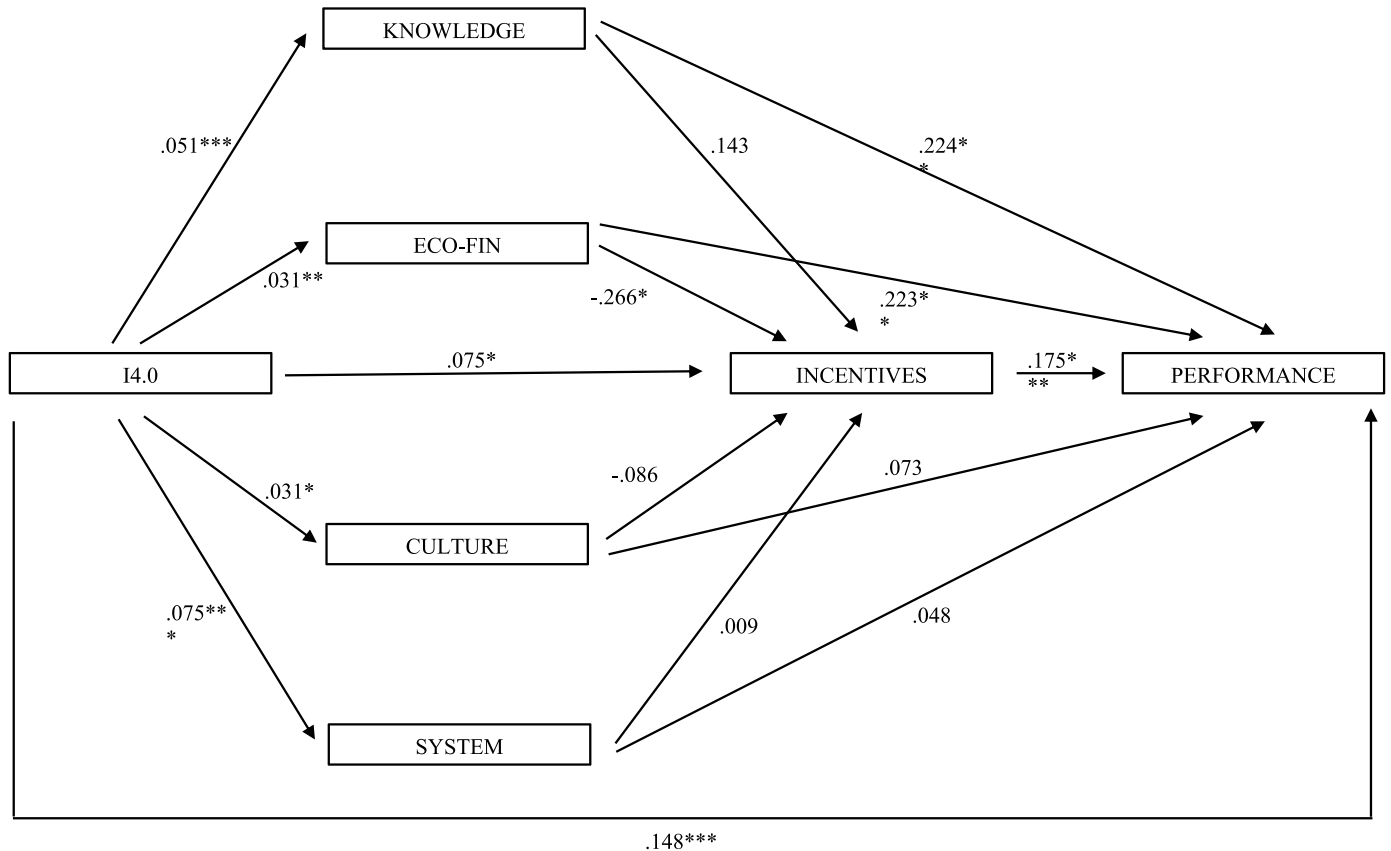 KNOWLEDGE
.051***
.143
.224*
*
ECO-FIN
.031**
-.266*
.223*
*
I4.0
.075*
INCENTIVES
.175*
**
PERFORMANCE
.031*
-.086
.073
CULTURE
.075**
*
.009
.048
SYSTEM
.148***